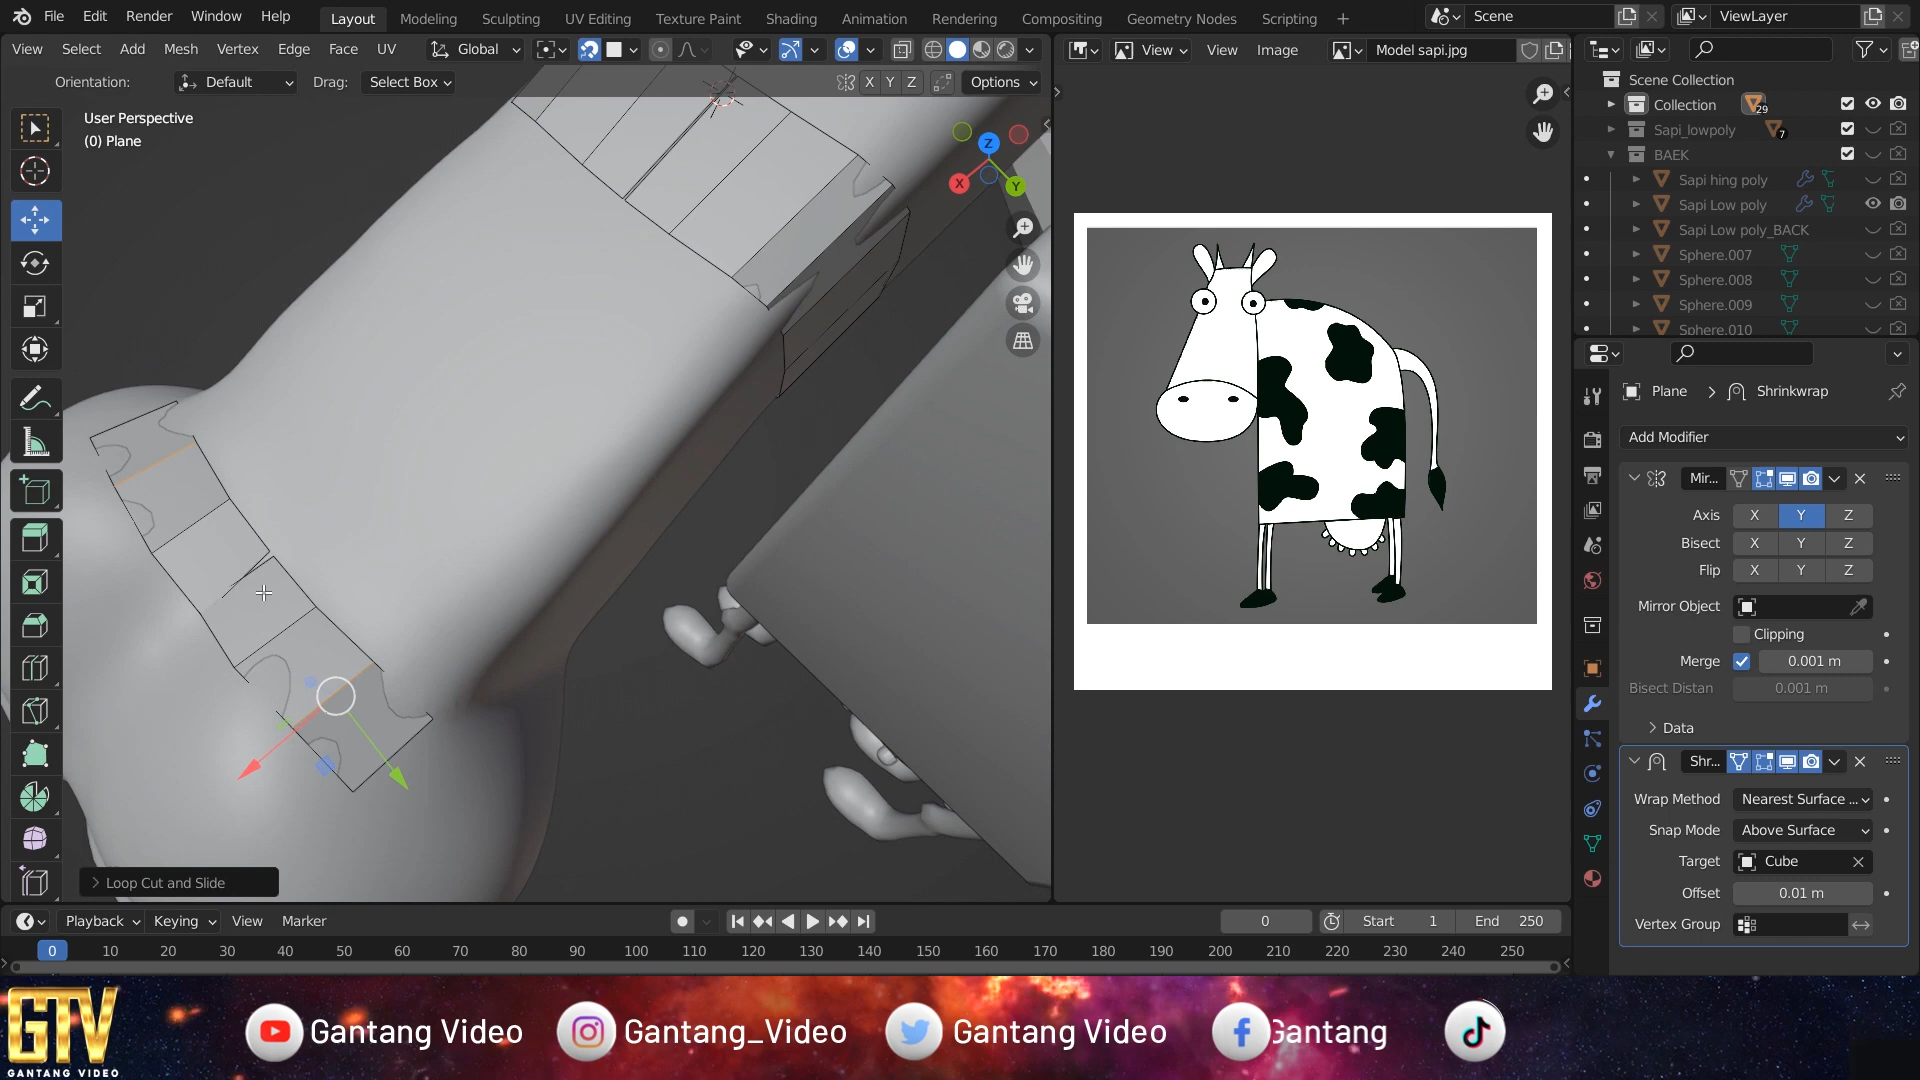 File Edit Render Window Help Layout Modeling Sculpting UV Editing Texture Paint Shading Animation Rendering Compositing Geometry Nodes Scripting + Scene ViewLayer
View Select Add Mesh Vertex Edge Face UV Global View View Image Model sapi.jpg
Orientation: Default Drag: Select Box X Y Z Options
User Perspective
(0) Plane
Z
X
Y
Scene Collection
Collection 29
Sapi_lowpoly 7
BAEK
Sapi hing poly
Sapi Low poly
Sapi Low poly_BACK
Sphere.007
Sphere.008
Sphere.009
Sphere.010
Plane > Shrinkwrap
Add Modifier
Mir...
Axis X Y Z
Bisect X Y Z
Flip X Y Z
Mirror Object
Clipping
Merge 0.001 m
Bisect Distan 0.001 m
Data
Shr...
Wrap Method Nearest Surface ...
Snap Mode Above Surface
Target Cube
Offset 0.01 m
Vertex Group
Loop Cut and Slide
Playback Keying View Marker 0 Start 1 End 250
0 10 20 30 40 50 60 70 80 90 100 110 120 130 140 150 160 170 180 190 200 210 220 230 240 250
GTV
GANTANG VIDEO
Gantang Video Gantang_Video Gantang Video Gantang